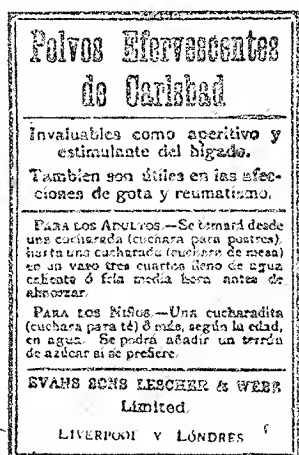 Polvos Efervescentes
de Carlsbad
Invaluables como aperitivo y
estimulante del hígado.
Tambien son útiles en las afec-
ciones de gota y reumatismo.
PARA LOS ADULTOS.—Se tomará desde
una cucharada (cuchara para postres),
hasta una cucharada (cuchara de mesa)
en un vaso tres cuartos lleno de agua
caliente ó fria media hora antes de
almorzar.
PARA LOS NIÑOS.—Una cucharadita
(cuchara para té) ó más, según la edad,
en agua. Se podrá añadir un terrón
de azúcar si se prefiere.
EVANS SONS LESCHER & WEBB
Limited.
LIVERPOOL Y LÓNDRES